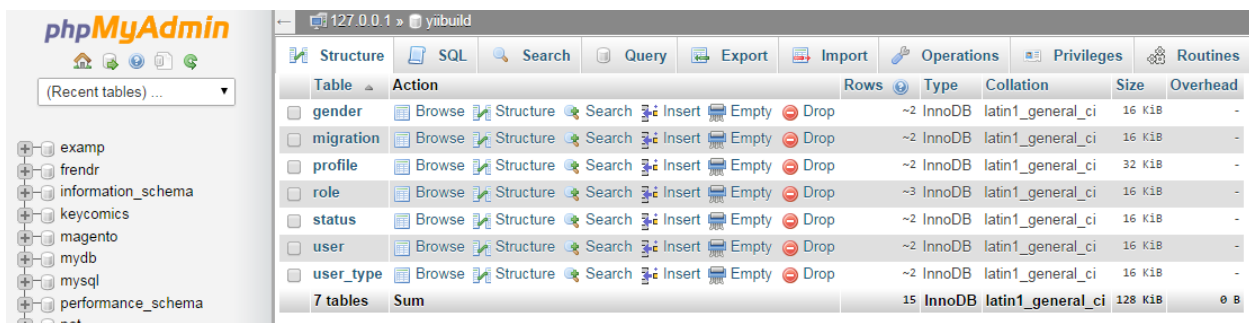 phpMyAdmin
(Recent tables) ...
examp
frendr
information_schema
keycomics
magento
mydb
mysql
performance_schema
127.0.0.1 » yiibuild
Structure SQL Search Query Export Import Operations Privileges Routines
Table Action Rows Type Collation Size Overhead
gender Browse Structure Search Insert Empty Drop ~2 InnoDB latin1_general_ci 16 KiB -
migration Browse Structure Search Insert Empty Drop ~2 InnoDB latin1_general_ci 16 KiB -
profile Browse Structure Search Insert Empty Drop ~2 InnoDB latin1_general_ci 32 KiB -
role Browse Structure Search Insert Empty Drop ~3 InnoDB latin1_general_ci 16 KiB -
status Browse Structure Search Insert Empty Drop ~2 InnoDB latin1_general_ci 16 KiB -
user Browse Structure Search Insert Empty Drop ~2 InnoDB latin1_general_ci 16 KiB -
user_type Browse Structure Search Insert Empty Drop ~2 InnoDB latin1_general_ci 16 KiB -
7 tables Sum 15 InnoDB latin1_general_ci 128 KiB 0 B